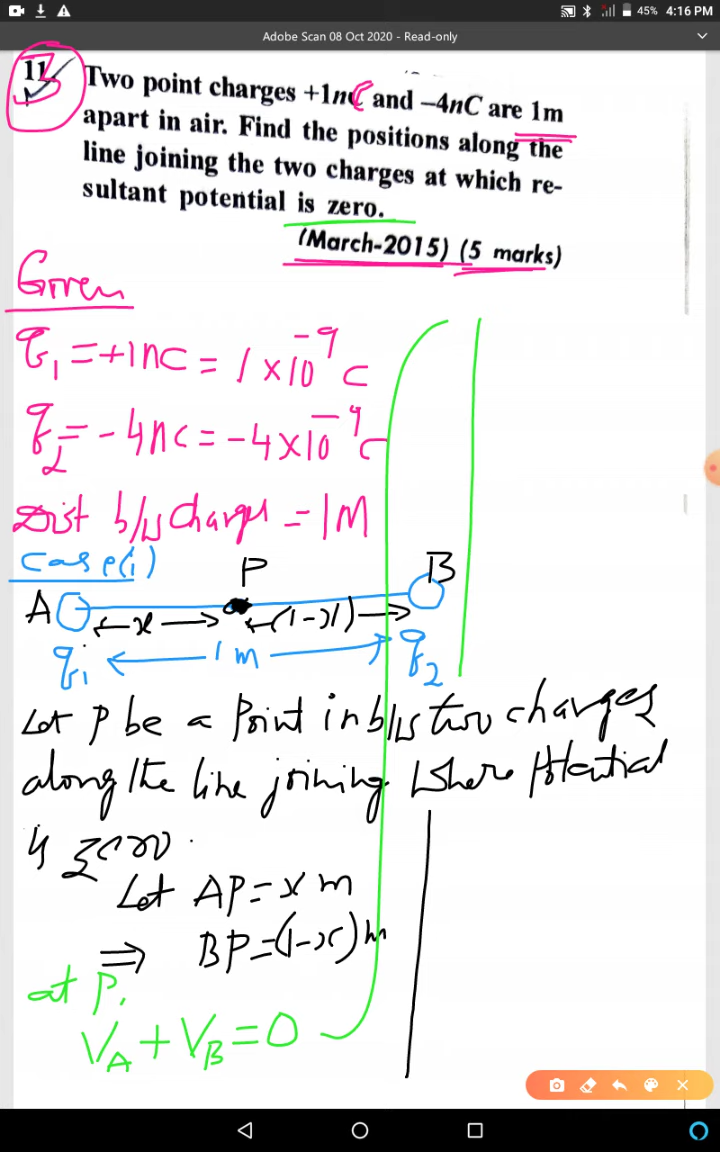 45% 4:16 PM
Adobe Scan 08 Oct 2020 - Read-only
11. Two point charges +1nC and –4nC are 1m
apart in air. Find the positions along the
line joining the two charges at which re-
sultant potential is zero.
(March-2015) (5 marks)
Given
q₁ = +1nC = 1×10⁻⁹ C
q₂ = -4nC = -4×10⁻⁹ C
Dist b/w charges = 1M
Case(i)
P
B
A
x
(1-x)
q₁
1m
q₂
Let P be a Point in b/w two charges
along the line joining where Potential
is zero.
Let AP = x m
⇒ BP = (1-x) m
at P,
V_A + V_B = 0